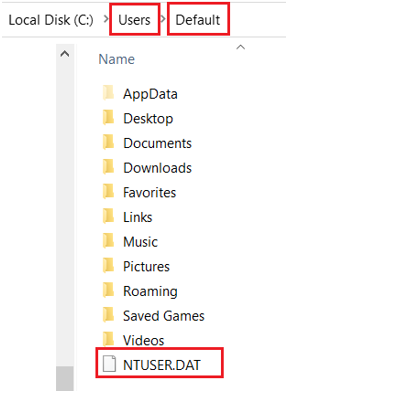 Local Disk (C:) > Users > Default
Name
AppData
Desktop
Documents
Downloads
Favorites
Links
Music
Pictures
Roaming
Saved Games
Videos
NTUSER.DAT